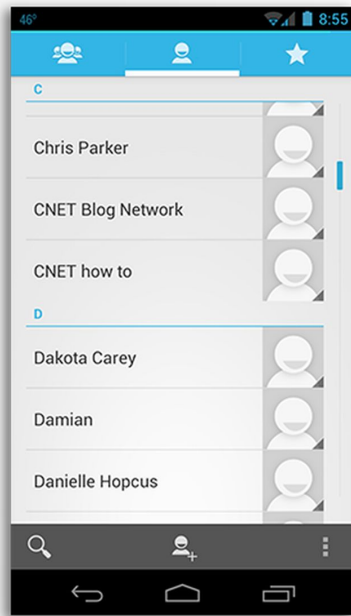 46°
8:55
C
Chris Parker
CNET Blog Network
CNET how to
D
Dakota Carey
Damian
Danielle Hopcus